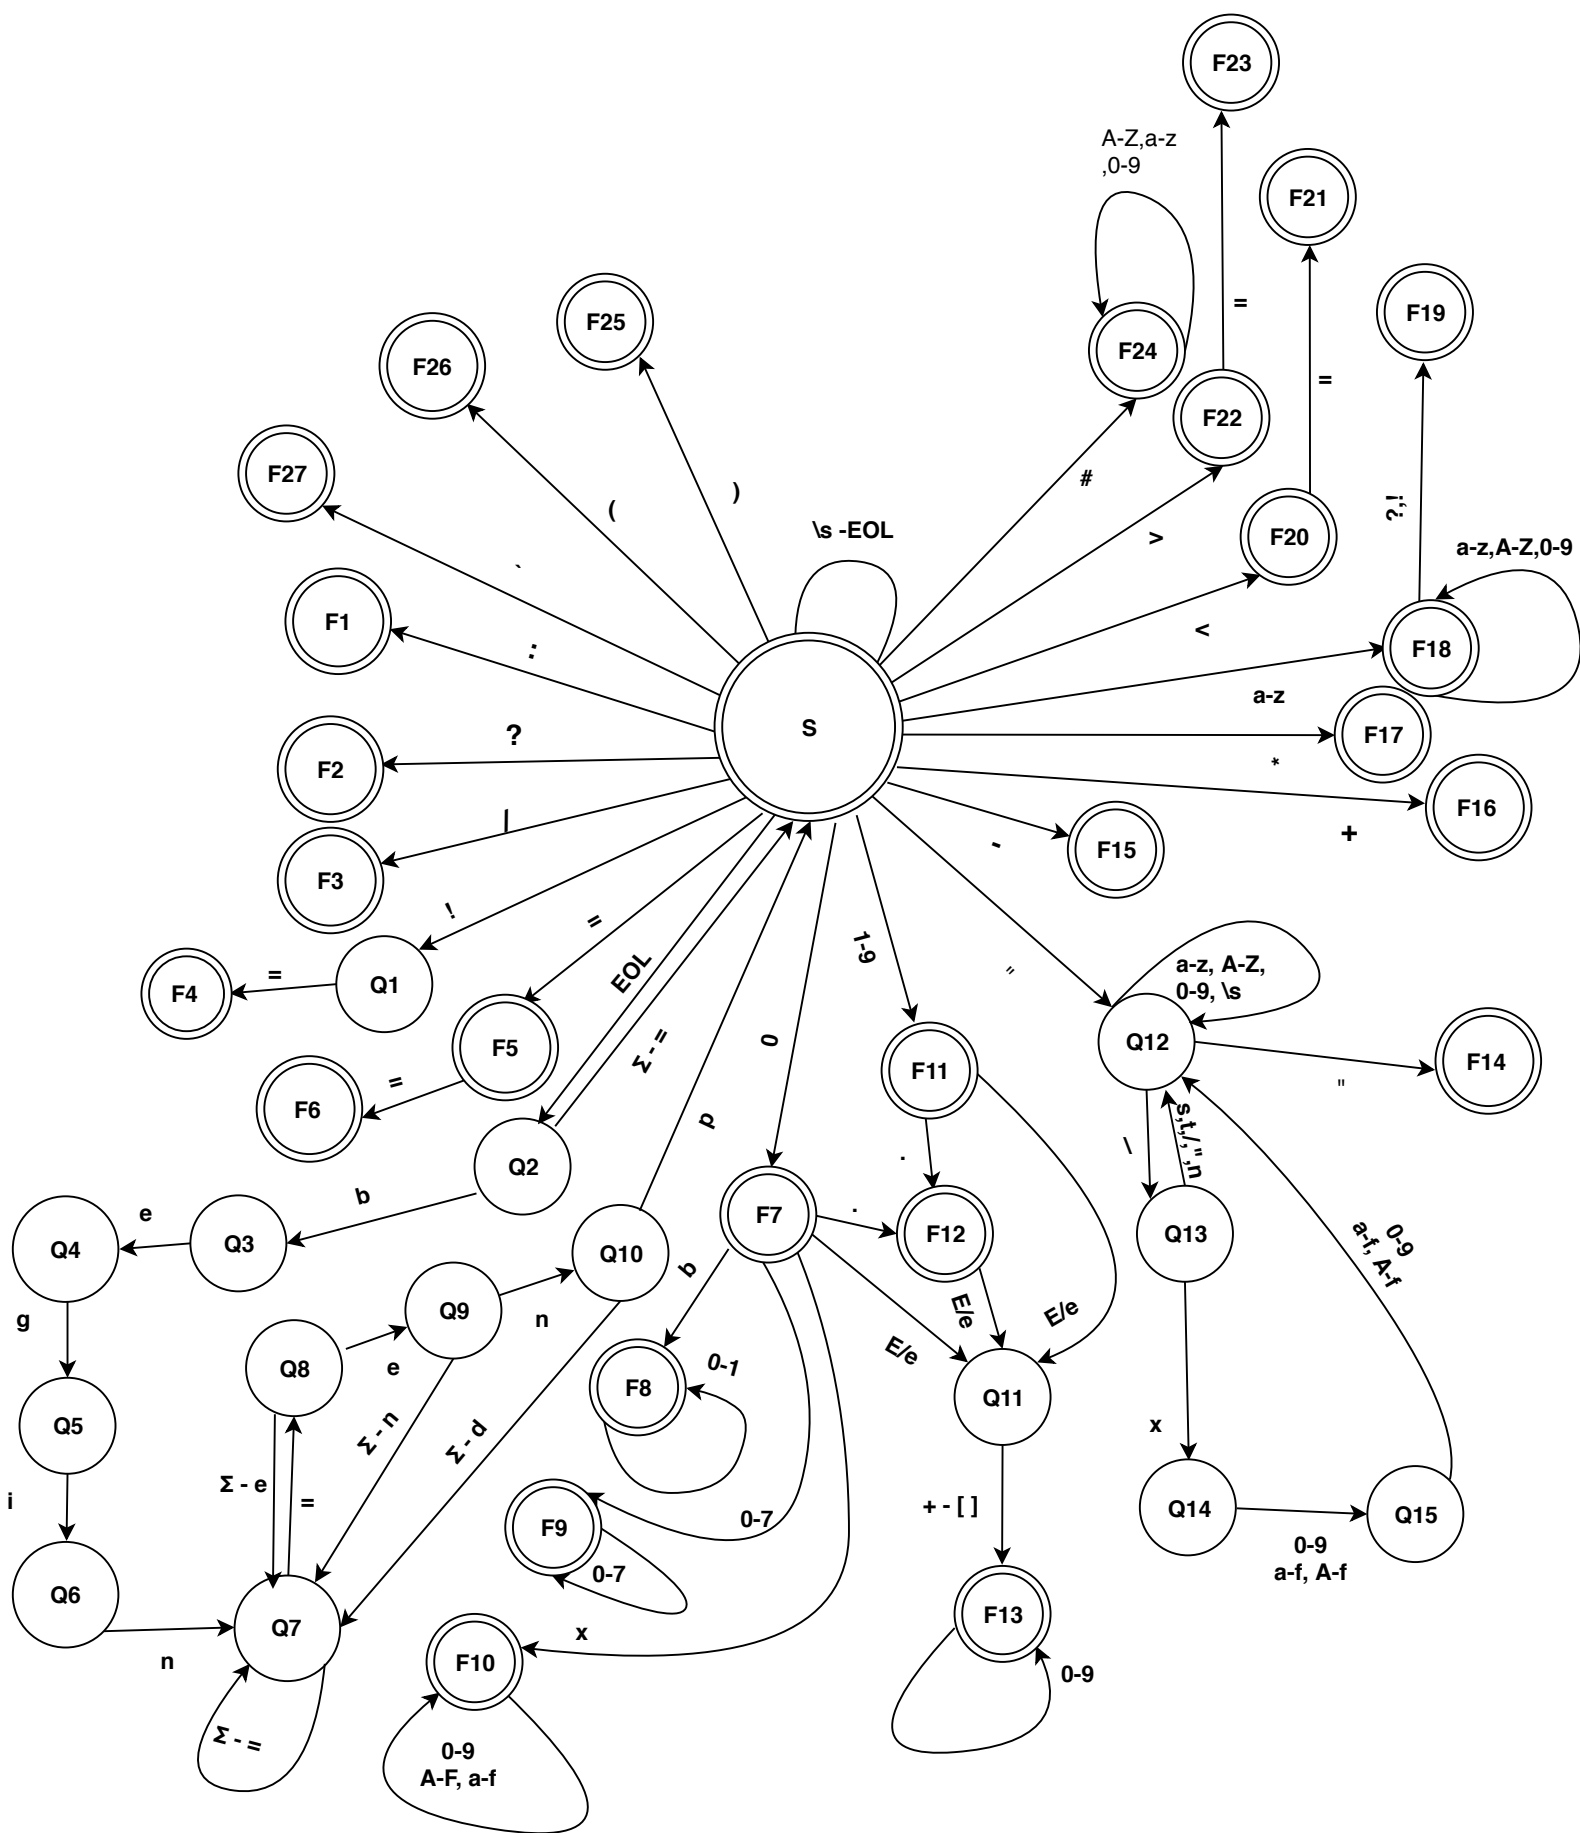 F23
A-Z,a-z
,0-9
F21
F19
=
F25
F24
F26
=
F22
F27
(
)
#
?,!
\s -EOL
>
F20
a-z,A-Z,0-9
`
F1
:
<
F18
a-z
S
F17
?
F2
*
F16
/
+
F3
-
F15
!
=
1-9
"
EOL
a-z, A-Z,
0-9, \s
=
F4
Q1
Σ - =
0
Q12
F5
F14
F11
=
"
F6
d
\
s,t,/,",n
.
Q2
b
e
F7
.
F12
Q13
Q4
Q3
Q10
0-9
a-f, A-f
b
E/e
E/e
g
Q9
n
E/e
Q8
e
0-1
F8
Q11
Q5
Σ - n
Σ - d
x
Σ - e
=
i
+ - [ ]
Q14
Q15
F9
0-7
0-9
a-f, A-f
0-7
Q6
Q7
F13
n
x
F10
0-9
Σ - =
0-9
A-F, a-f